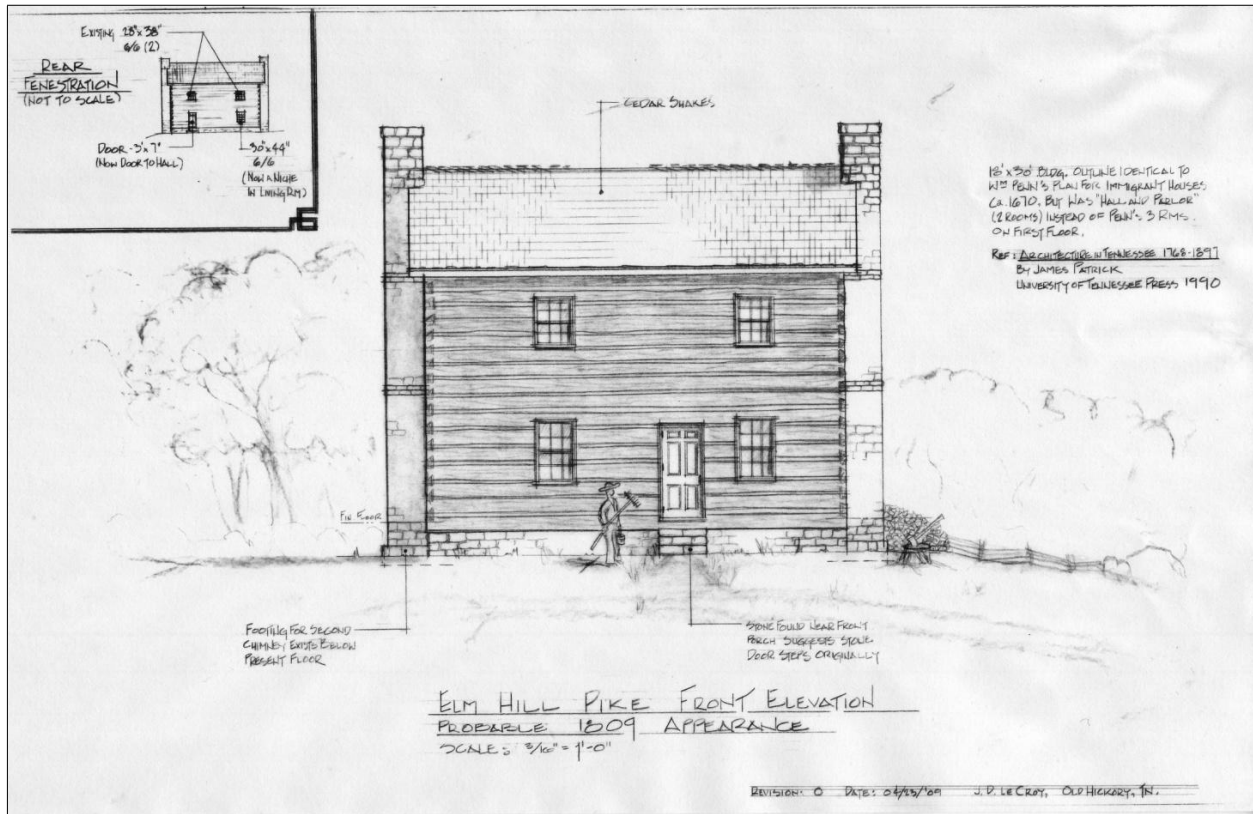 EXISTING 28"x38"
6/6 (2)
REAR
FENESTRATION
(NOT TO SCALE)
DOOR - 3'x7'
(NOW DOOR TO HALL)
30"x44"
6/6
(NOW A NICHE
IN LIVING RM)
CEDAR SHAKES
18'x30' BLDG. OUTLINE IDENTICAL TO
WM PENN'S PLAN FOR IMMIGRANT HOUSES
CA. 1670, BUT WAS "HALL AND PARLOR"
(2 ROOMS) INSTEAD OF PENN'S 3 RMS.
ON FIRST FLOOR.
REF: ARCHITECTURE IN TENNESSEE 1768-1897
BY JAMES PATRICK
UNIVERSITY OF TENNESSEE PRESS 1990
FIN. FLOOR
FOOTING FOR SECOND
CHIMNEY EXISTS BELOW
PRESENT FLOOR
STONE FOUND NEAR FRONT
PORCH SUGGESTS STONE
DOOR STEPS ORIGINALLY
ELM HILL PIKE FRONT ELEVATION
PROBABLE 1809 APPEARANCE
SCALE: 3/16" = 1'-0"
REVISION: 0 DATE: '09 J.D. LE CROY, OLD HICKORY, TN.